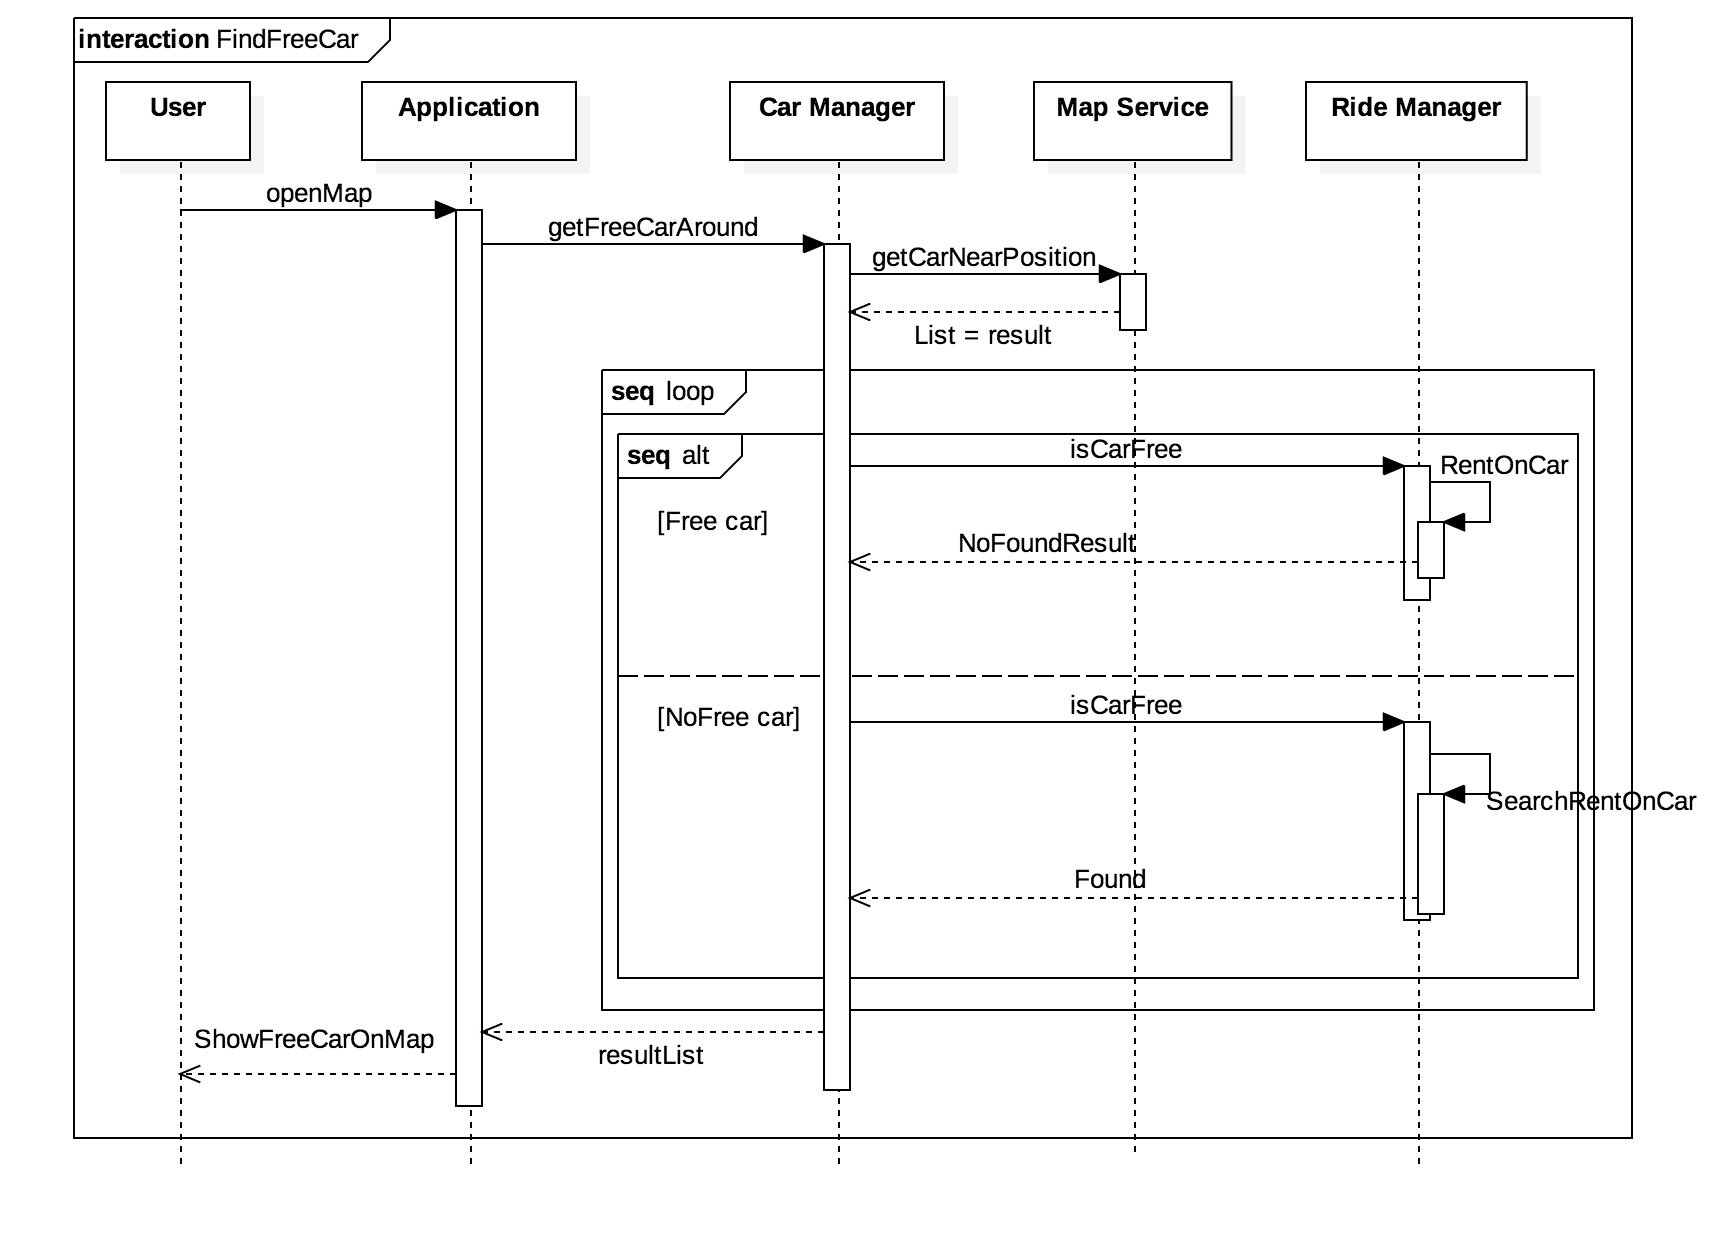 interaction FindFreeCar
User
Application
Car Manager
Map Service
Ride Manager
openMap
getFreeCarAround
getCarNearPosition
List = result
seq loop
seq alt
isCarFree
RentOnCar
[Free car]
NoFoundResult
[NoFree car]
isCarFree
SearchRentOnCar
Found
ShowFreeCarOnMap
resultList